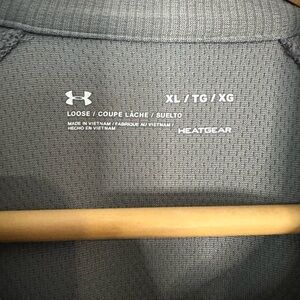 XL / TG / XG
LOOSE / COUPE LÂCHE / SUELTO
MADE IN VIETNAM / FABRIQUÉ AU VIETNAM /
HECHO EN VIETNAM
HEATGEAR